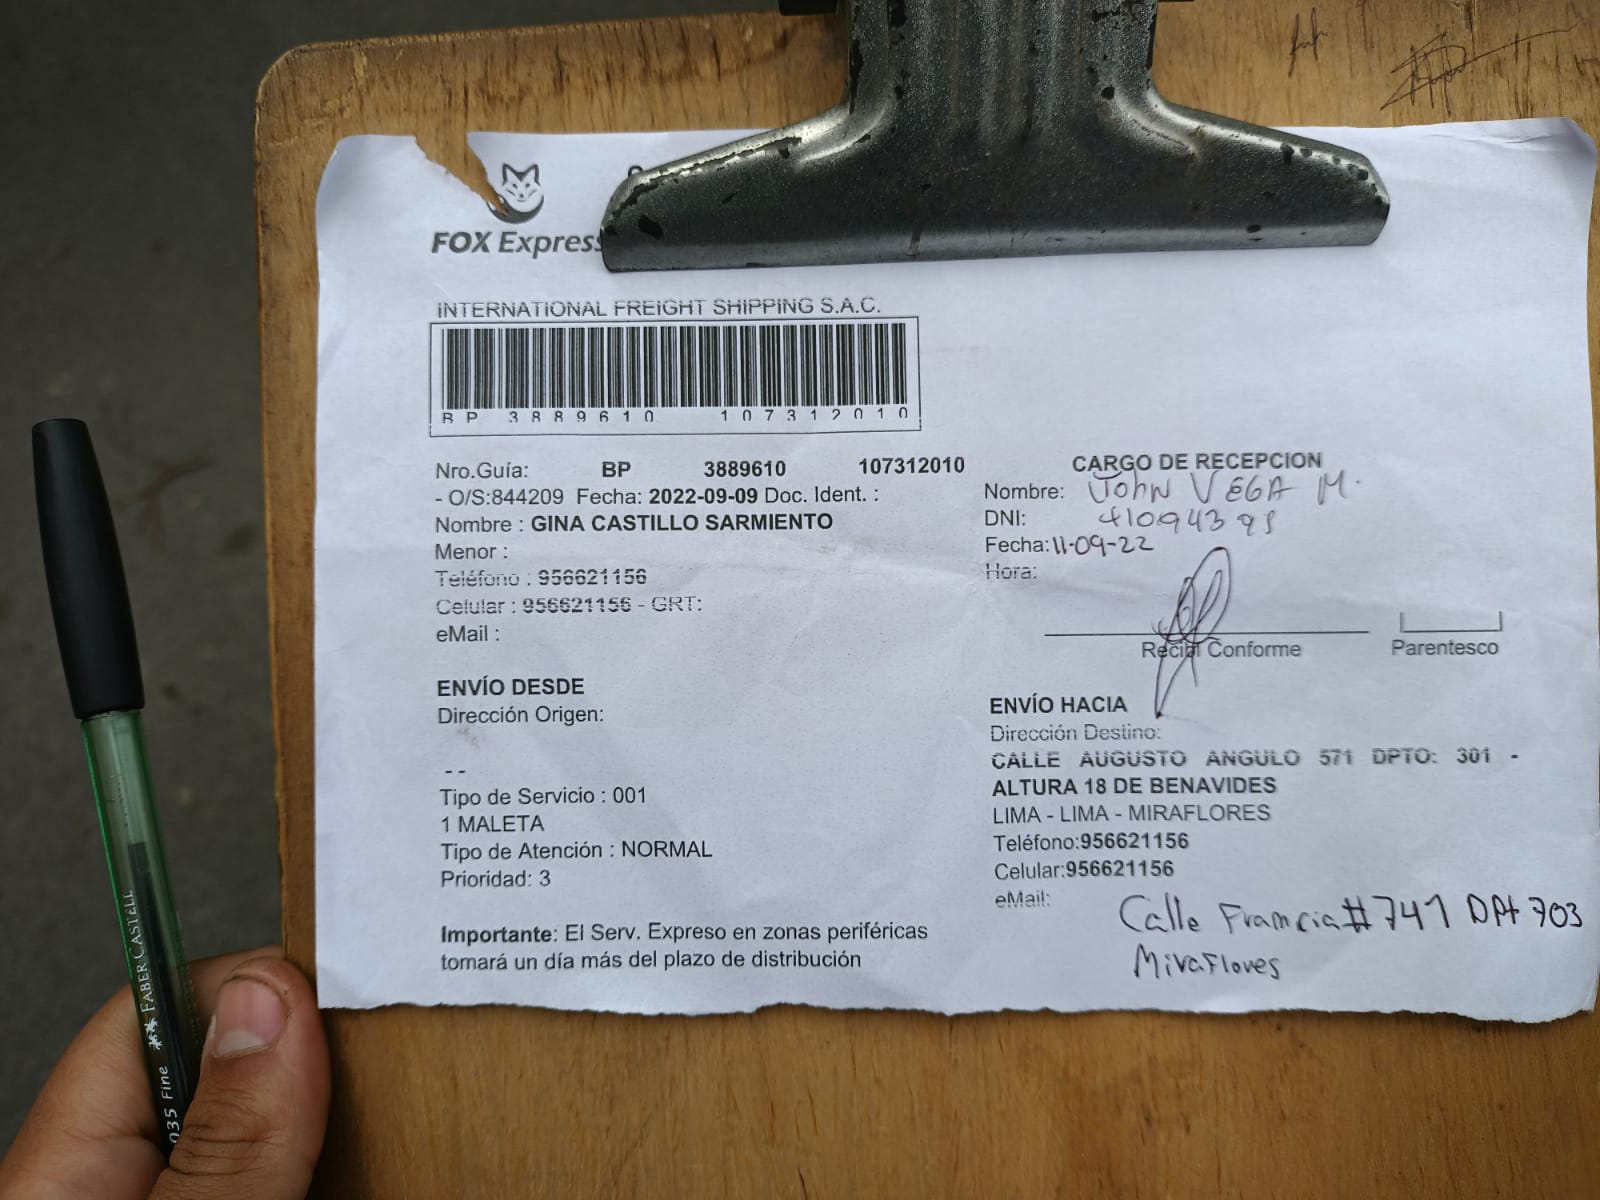 FOX Express
INTERNATIONAL FREIGHT SHIPPING S.A.C.
BP 3889610 107312010
Nro.Guía: BP 3889610 107312010
- O/S:844209 Fecha: 2022-09-09 Doc. Ident. :
Nombre : GINA CASTILLO SARMIENTO
Menor :
Teléfono : 956621156
Celular : 956621156 - GRT:
eMail :
ENVÍO DESDE
Dirección Origen:
- -
Tipo de Servicio : 001
1 MALETA
Tipo de Atención : NORMAL
Prioridad: 3
Importante: El Serv. Expreso en zonas periféricas
tomará un día más del plazo de distribución
CARGO DE RECEPCION
Nombre: JOHN VEGA M.
DNI: 41094398
Fecha: 11-09-22
Hora:
Recibí Conforme
Parentesco
ENVÍO HACIA
Dirección Destino:
CALLE AUGUSTO ANGULO 571 DPTO: 301 -
ALTURA 18 DE BENAVIDES
LIMA - LIMA - MIRAFLORES
Teléfono:956621156
Celular:956621156
eMail:
Calle Francia #741 DPt 703
Miraflores
035 Fine FABER CASTELL